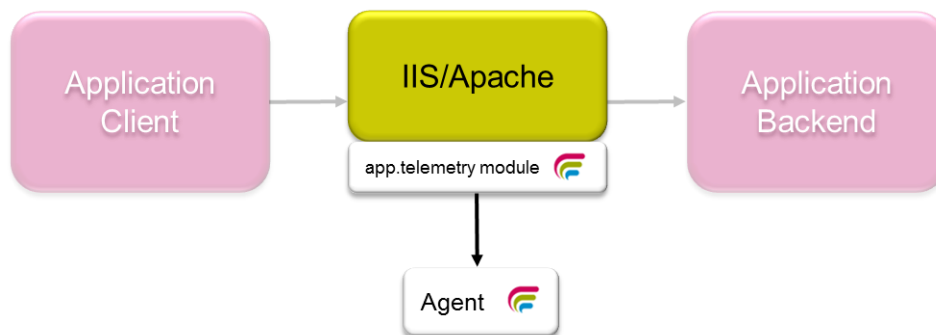 Application
Client
IIS/Apache
app.telemetry module
Application
Backend
Agent